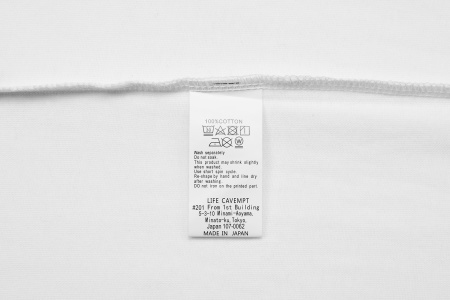 100%COTTON
Wash separately.
Do not soak.
This product may shrink slightly
when washed.
Use short spin cycle.
Re-shape by hand and line dry
after washing.
DO not iron on the printed part.
LIFE CAVEMPT
#201 From 1st Building
5-3-10 Minami-Aoyama,
Minato-ku,Tokyo,
Japan 107-0062
MADE IN JAPAN